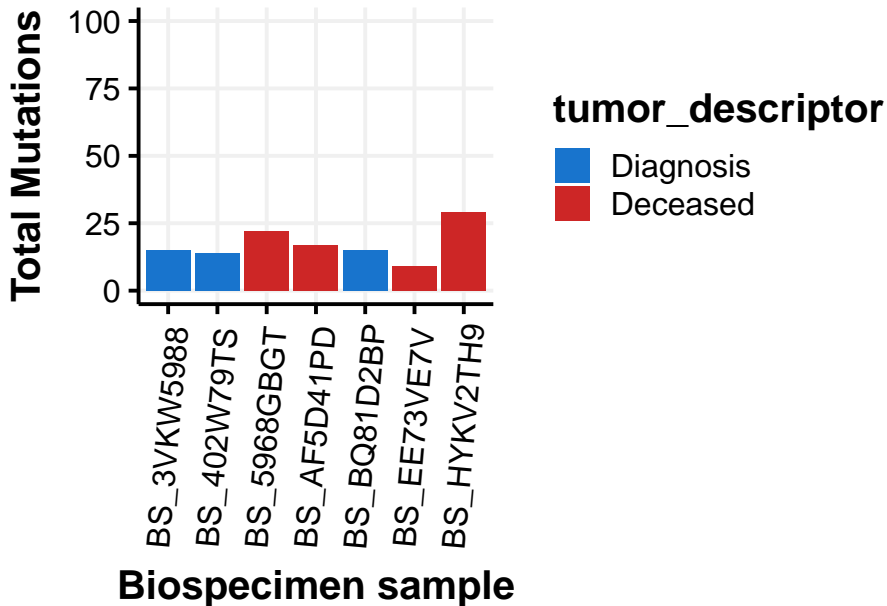 Total Mutations
100
75
50
25
0
BS_3VKW5988
BS_402W79TS
BS_5968GBGT
BS_AF5D41PD
BS_BQ81D2BP
BS_EE73VE7V
BS_HYKV2TH9
Biospecimen sample
tumor_descriptor
Diagnosis
Deceased